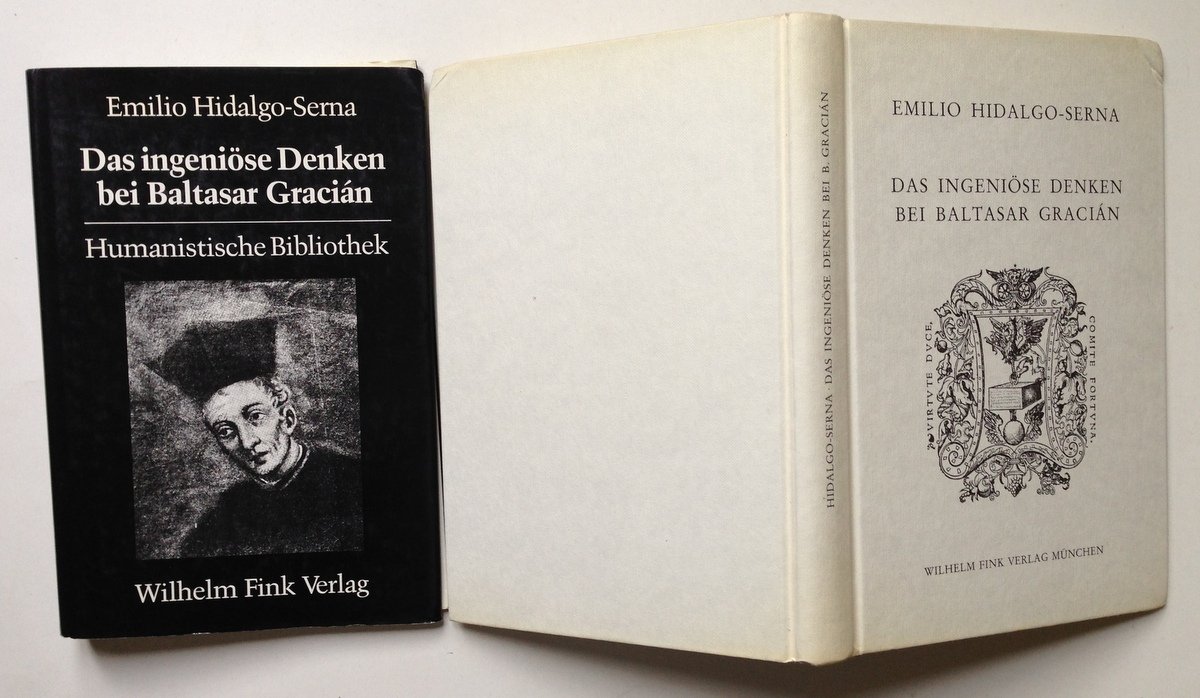 Emilio Hidalgo-Serna
Das ingeniöse Denken
bei Baltasar Gracián
Humanistische Bibliothek
Wilhelm Fink Verlag
HIDALGO-SERNA · DAS INGENIÖSE DENKEN BEI B. GRACIÁN
EMILIO HIDALGO-SERNA
DAS INGENIÖSE DENKEN
BEI BALTASAR GRACIÁN
VIRTVTE DVCE,
COMITE FORTVNA.
WILHELM FINK VERLAG MÜNCHEN